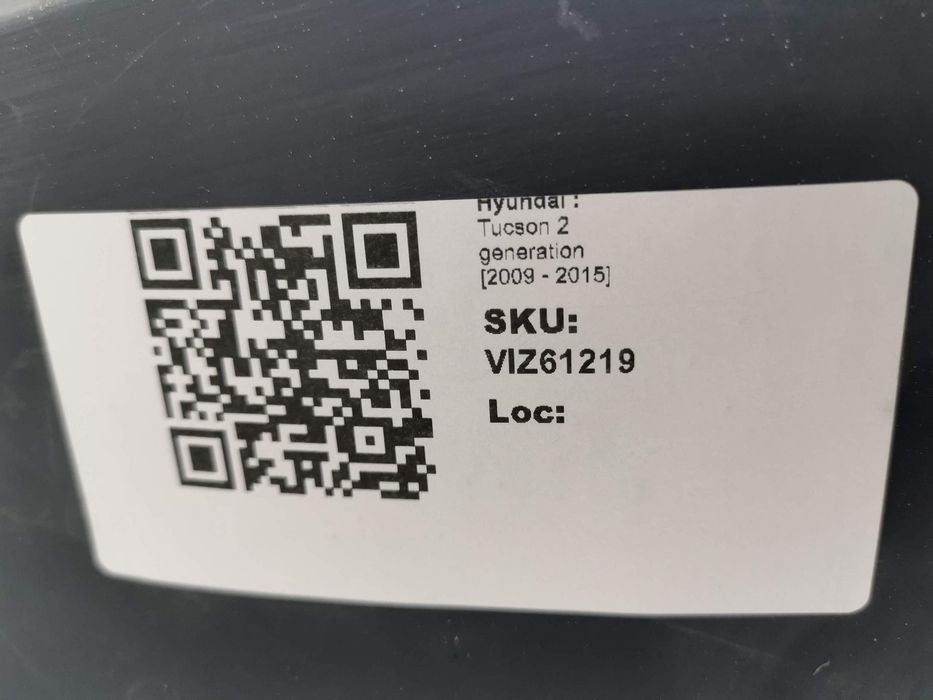 Hyundai :
Tucson 2
generation
[2009 - 2015]
SKU:
VIZ61219
Loc: